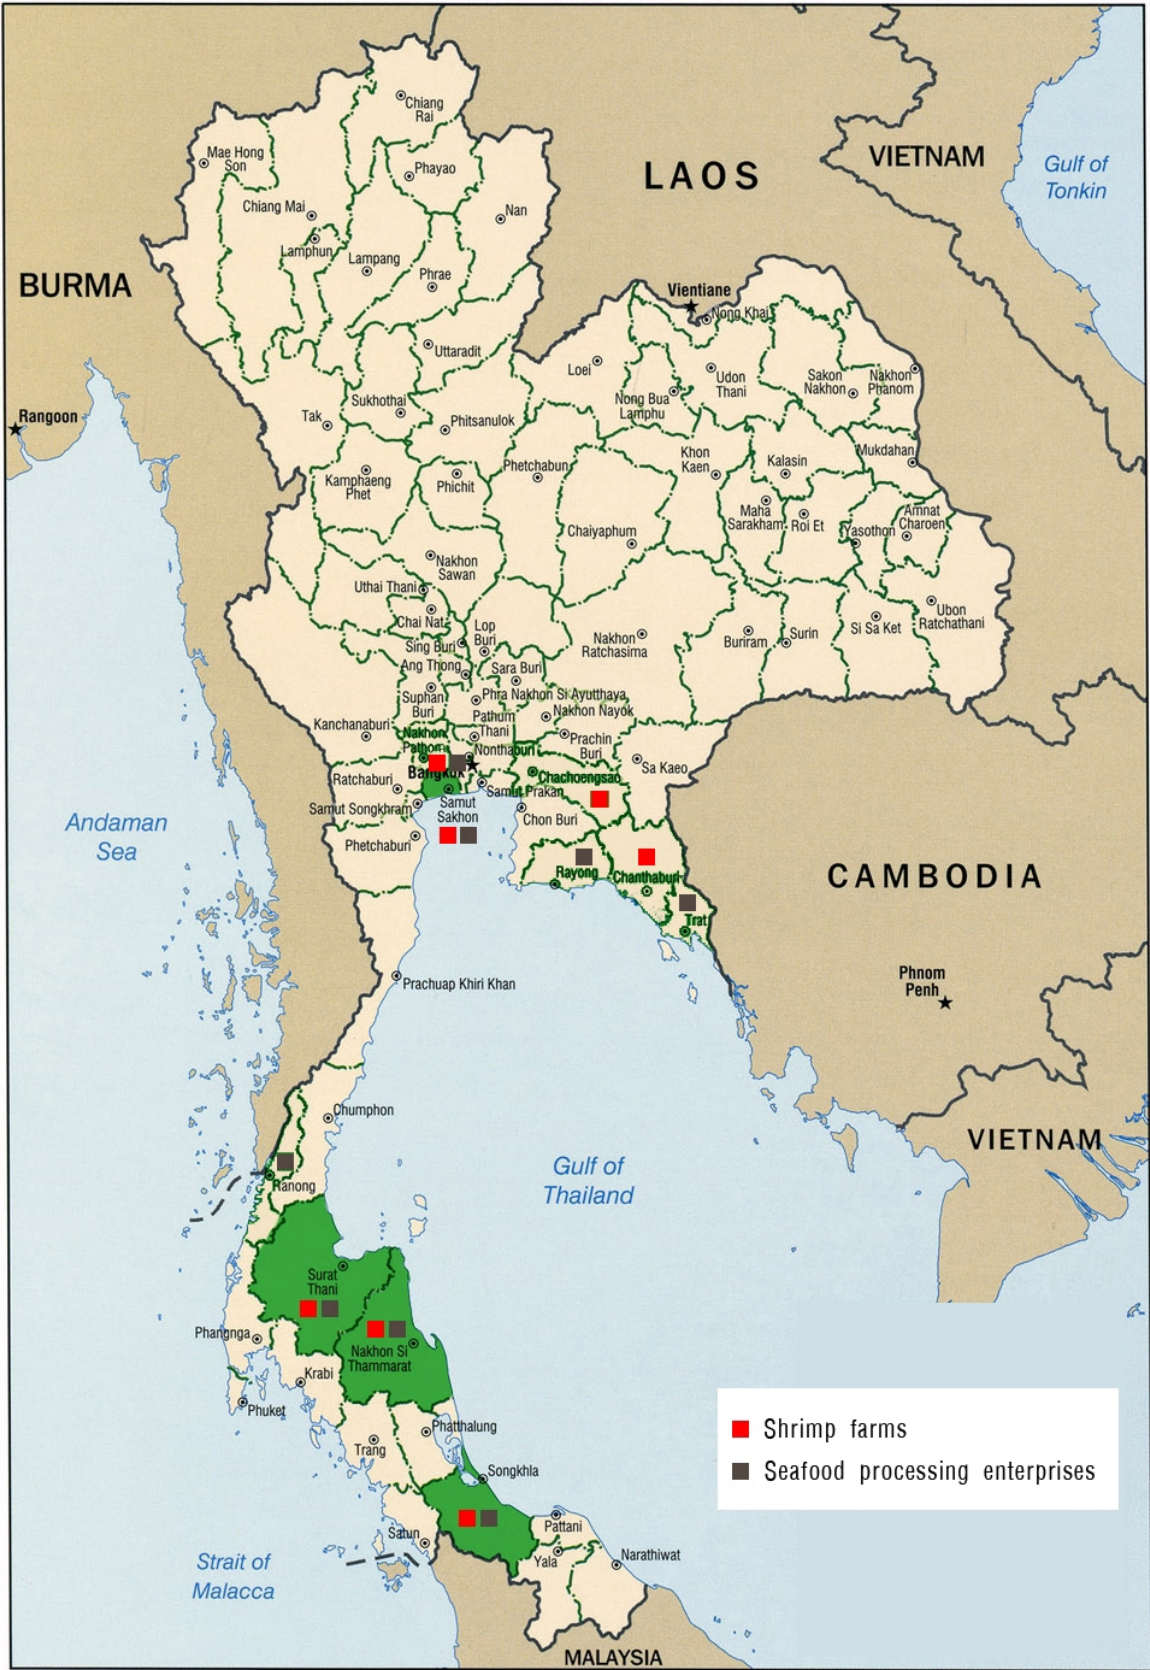 Chiang
Rai
Mae Hong
Son
Phayao
LAOS
VIETNAM
Gulf of
Tonkin
Chiang Mai
Nan
Lamphun
Lampang
Phrae
BURMA
Vientiane
Nong Khai
Uttaradit
Loei
Udon
Thani
Sakon
Nakhon
Nakhon
Phanom
Nong Bua
Lamphu
Sukhothai
Rangoon
Tak
Phitsanulok
Khon
Kaen
Kalasin
Mukdahan
Phetchabun
Kamphaeng
Phet
Phichit
Maha
Sarakham
Roi Et
Amnat
Charoen
Yasothon
Chaiyaphum
Nakhon
Sawan
Uthai Thani
Chai Nat
Lop
Buri
Ubon
Ratchathani
Si Sa Ket
Nakhon
Ratchasima
Buriram
Surin
Sing Buri
Ang Thong
Sara Buri
Suphan
Buri
Phra Nakhon Si Ayutthaya
Nakhon Nayok
Pathum
Thani
Kanchanaburi
Nakhon
Pathom
Nonthaburi
Prachin
Buri
Sa Kaeo
Bangkok
Chachoengsao
Ratchaburi
Samut Prakan
Samut Songkhram
Samut
Sakhon
Chon Buri
Phetchaburi
Andaman
Sea
Rayong
Chanthaburi
CAMBODIA
Trat
Phnom
Penh
Prachuap Khiri Khan
Chumphon
VIETNAM
Gulf of
Thailand
Ranong
Surat
Thani
Phangnga
Nakhon Si
Thammarat
Krabi
Phuket
Phatthalung
Trang
Songkhla
Shrimp farms
Seafood processing enterprises
Satun
Pattani
Yala
Narathiwat
Strait of
Malacca
MALAYSIA